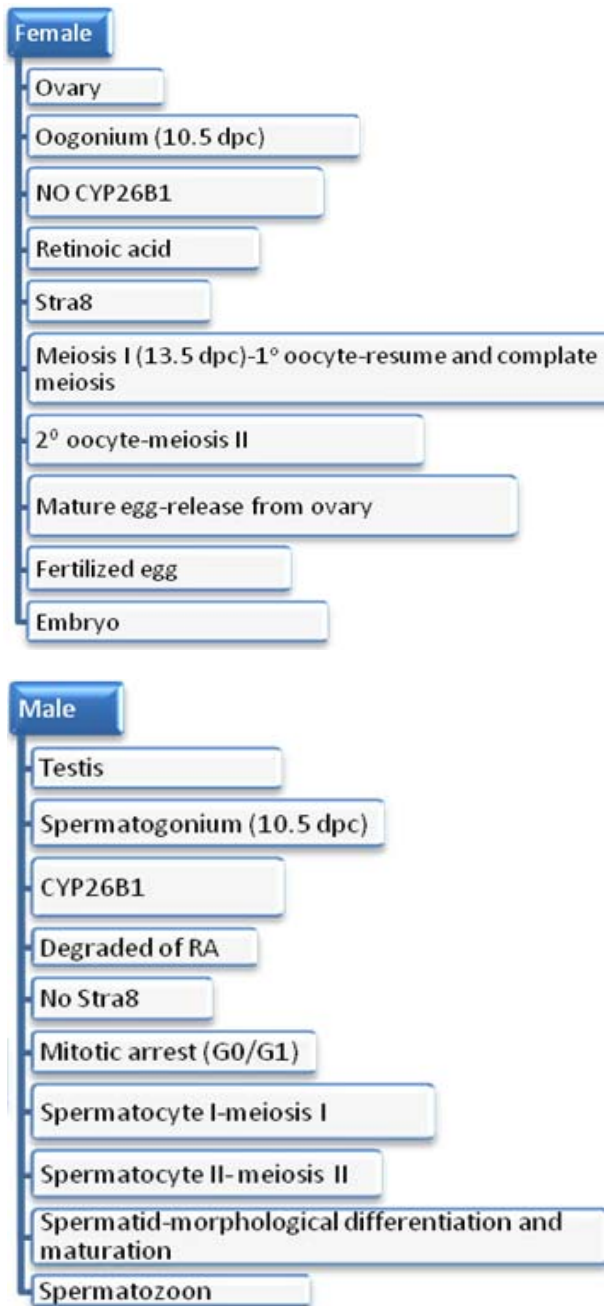 Female
Ovary
Oogonium (10.5 dpc)
NO CYP26B1
Retinoic acid
Stra8
Meiosis I (13.5 dpc)-1° oocyte-resume and complate
meiosis
2⁰ oocyte-meiosis II
Mature egg-release from ovary
Fertilized egg
Embryo
Male
Testis
Spermatogonium (10.5 dpc)
CYP26B1
Degraded of RA
No Stra8
Mitotic arrest (G0/G1)
Spermatocyte I-meiosis I
Spermatocyte II- meiosis II
Spermatid-morphological differentiation and
maturation
Spermatozoon